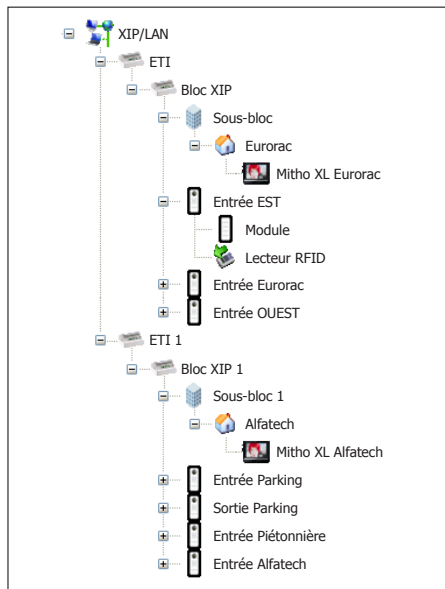 XIP/LAN
ETI
Bloc XIP
Sous-bloc
Eurorac
Mitho XL Eurorac
Entrée EST
Module
Lecteur RFID
Entrée Eurorac
Entrée OUEST
ETI 1
Bloc XIP 1
Sous-bloc 1
Alfatech
Mitho XL Alfatech
Entrée Parking
Sortie Parking
Entrée Piétonnière
Entrée Alfatech